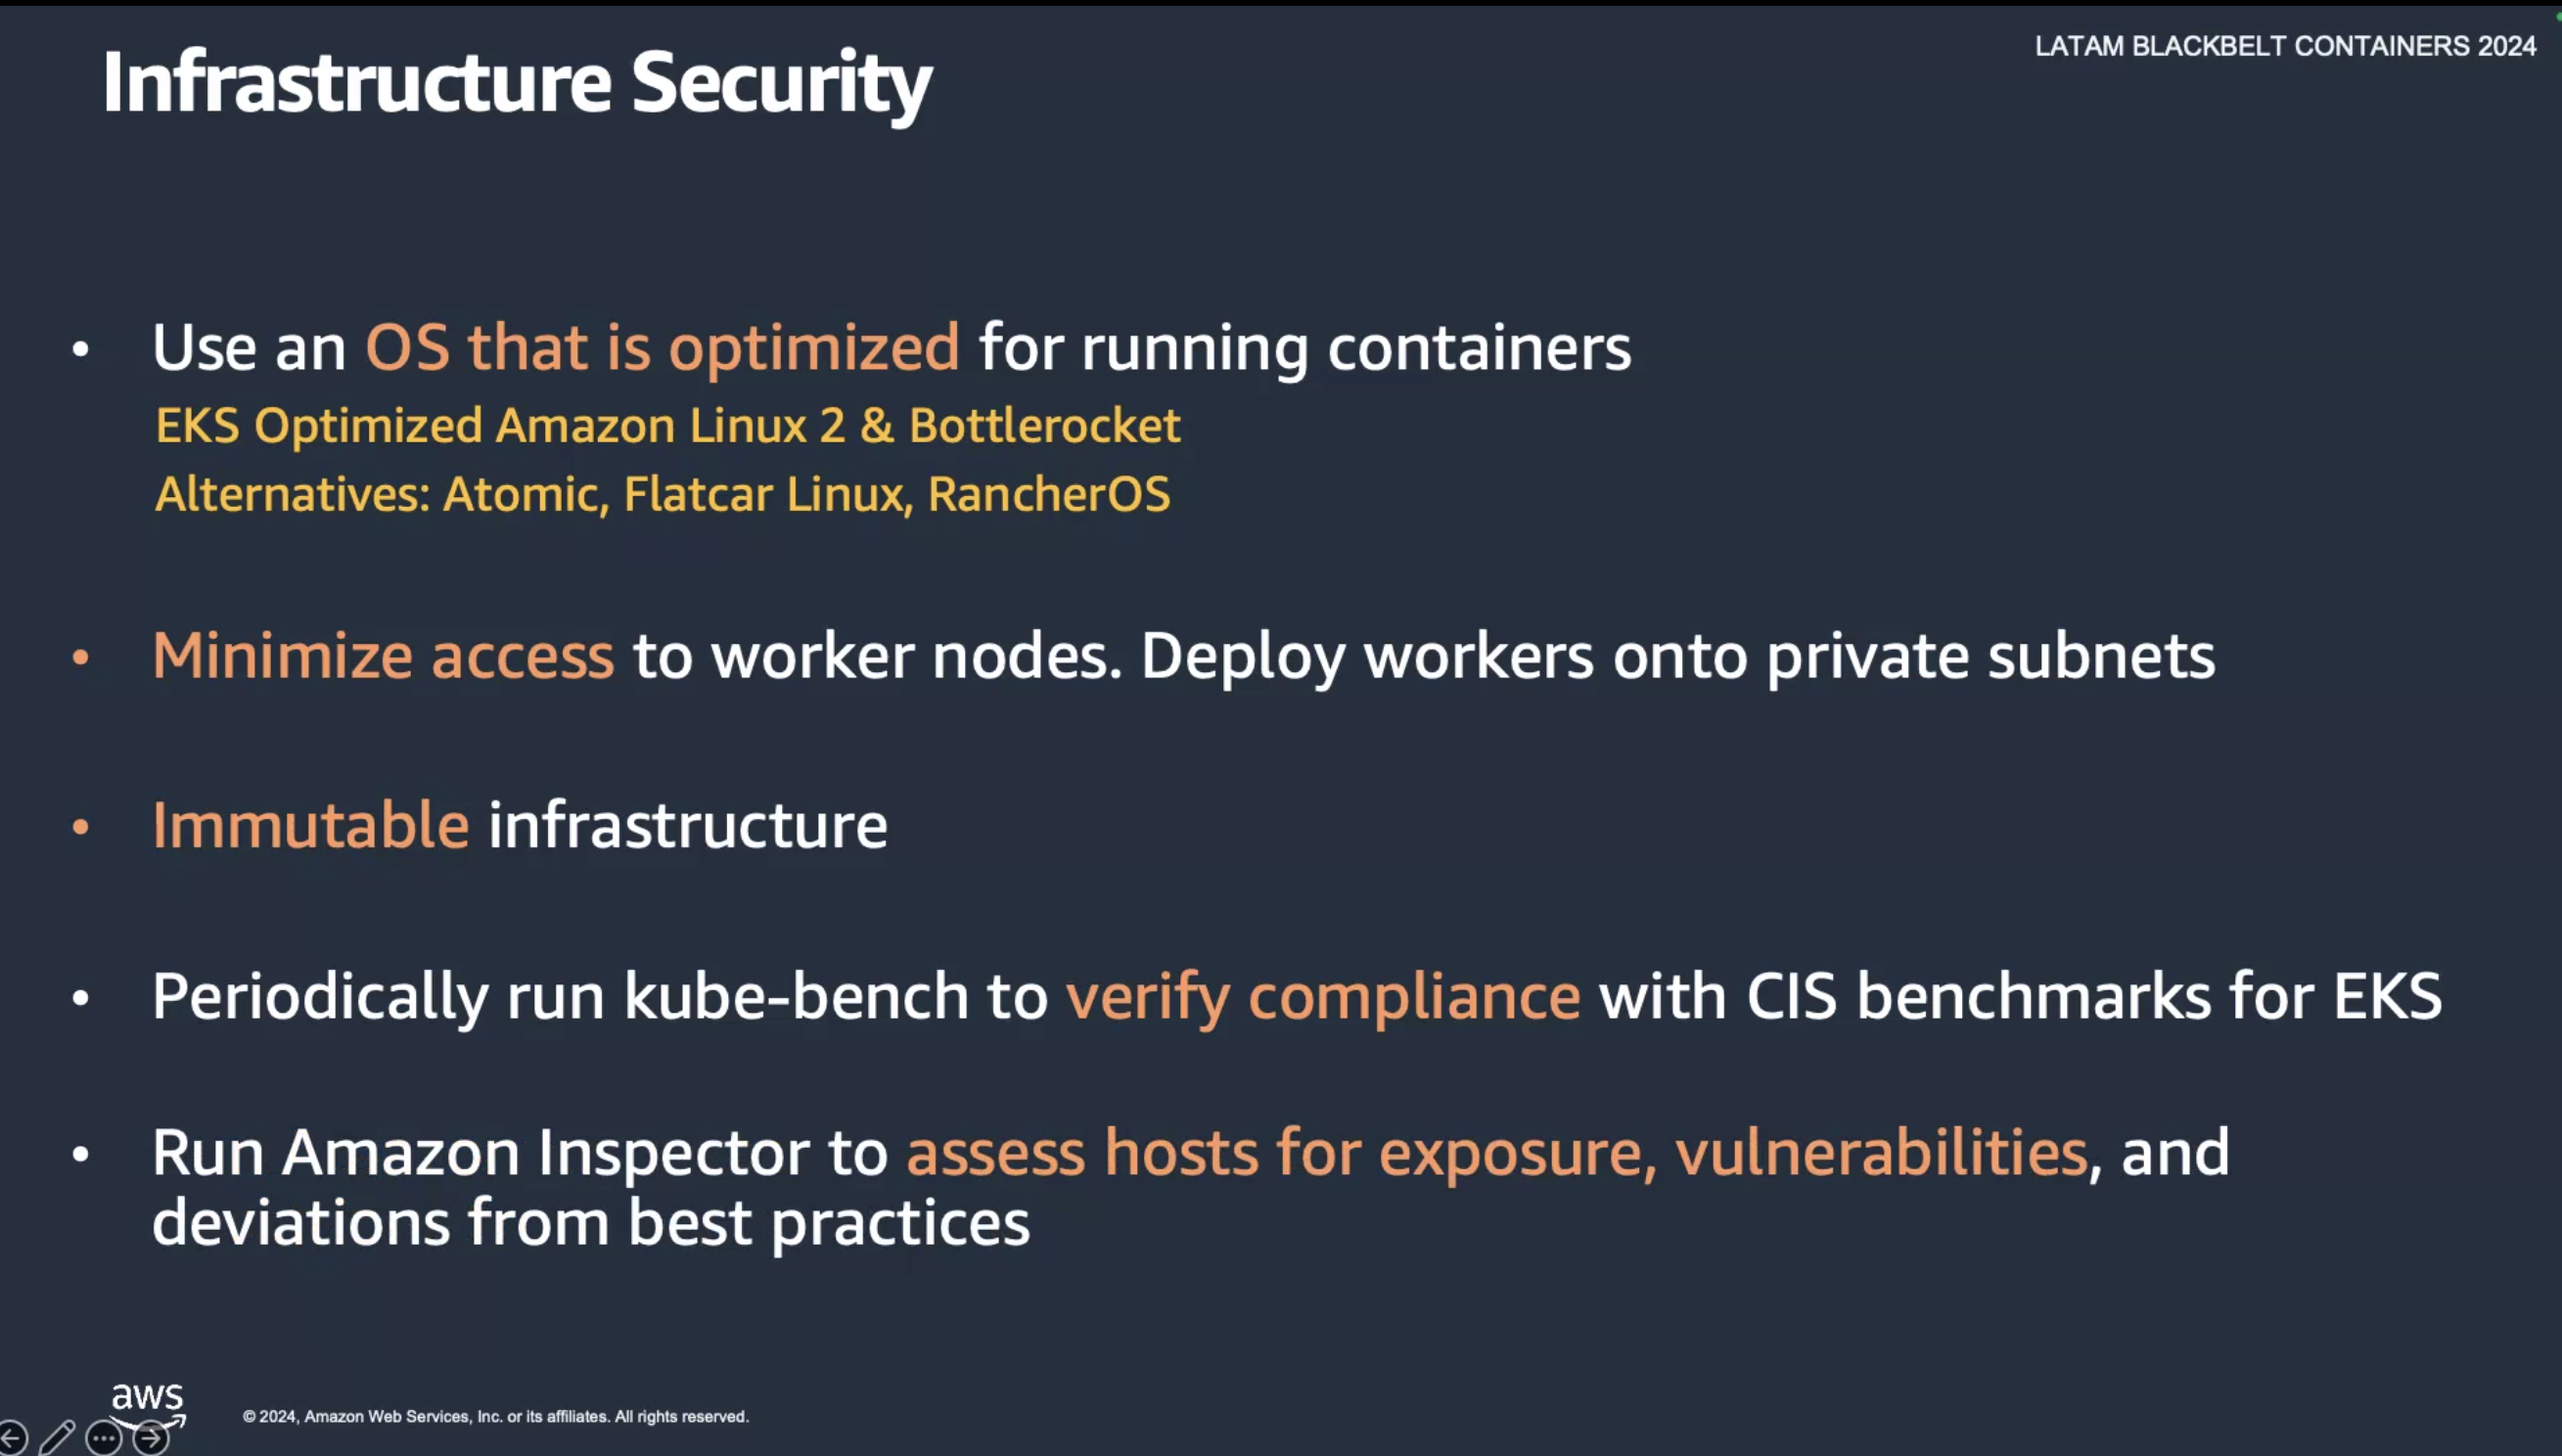 Infrastructure Security
LATAM BLACKBELT CONTAINERS 2024
• Use an OS that is optimized for running containers
EKS Optimized Amazon Linux 2 & Bottlerocket
Alternatives: Atomic, Flatcar Linux, RancherOS
• Minimize access to worker nodes. Deploy workers onto private subnets
• Immutable infrastructure
• Periodically run kube-bench to verify compliance with CIS benchmarks for EKS
• Run Amazon Inspector to assess hosts for exposure, vulnerabilities, and
deviations from best practices
aws
© 2024, Amazon Web Services, Inc. or its affiliates. All rights reserved.